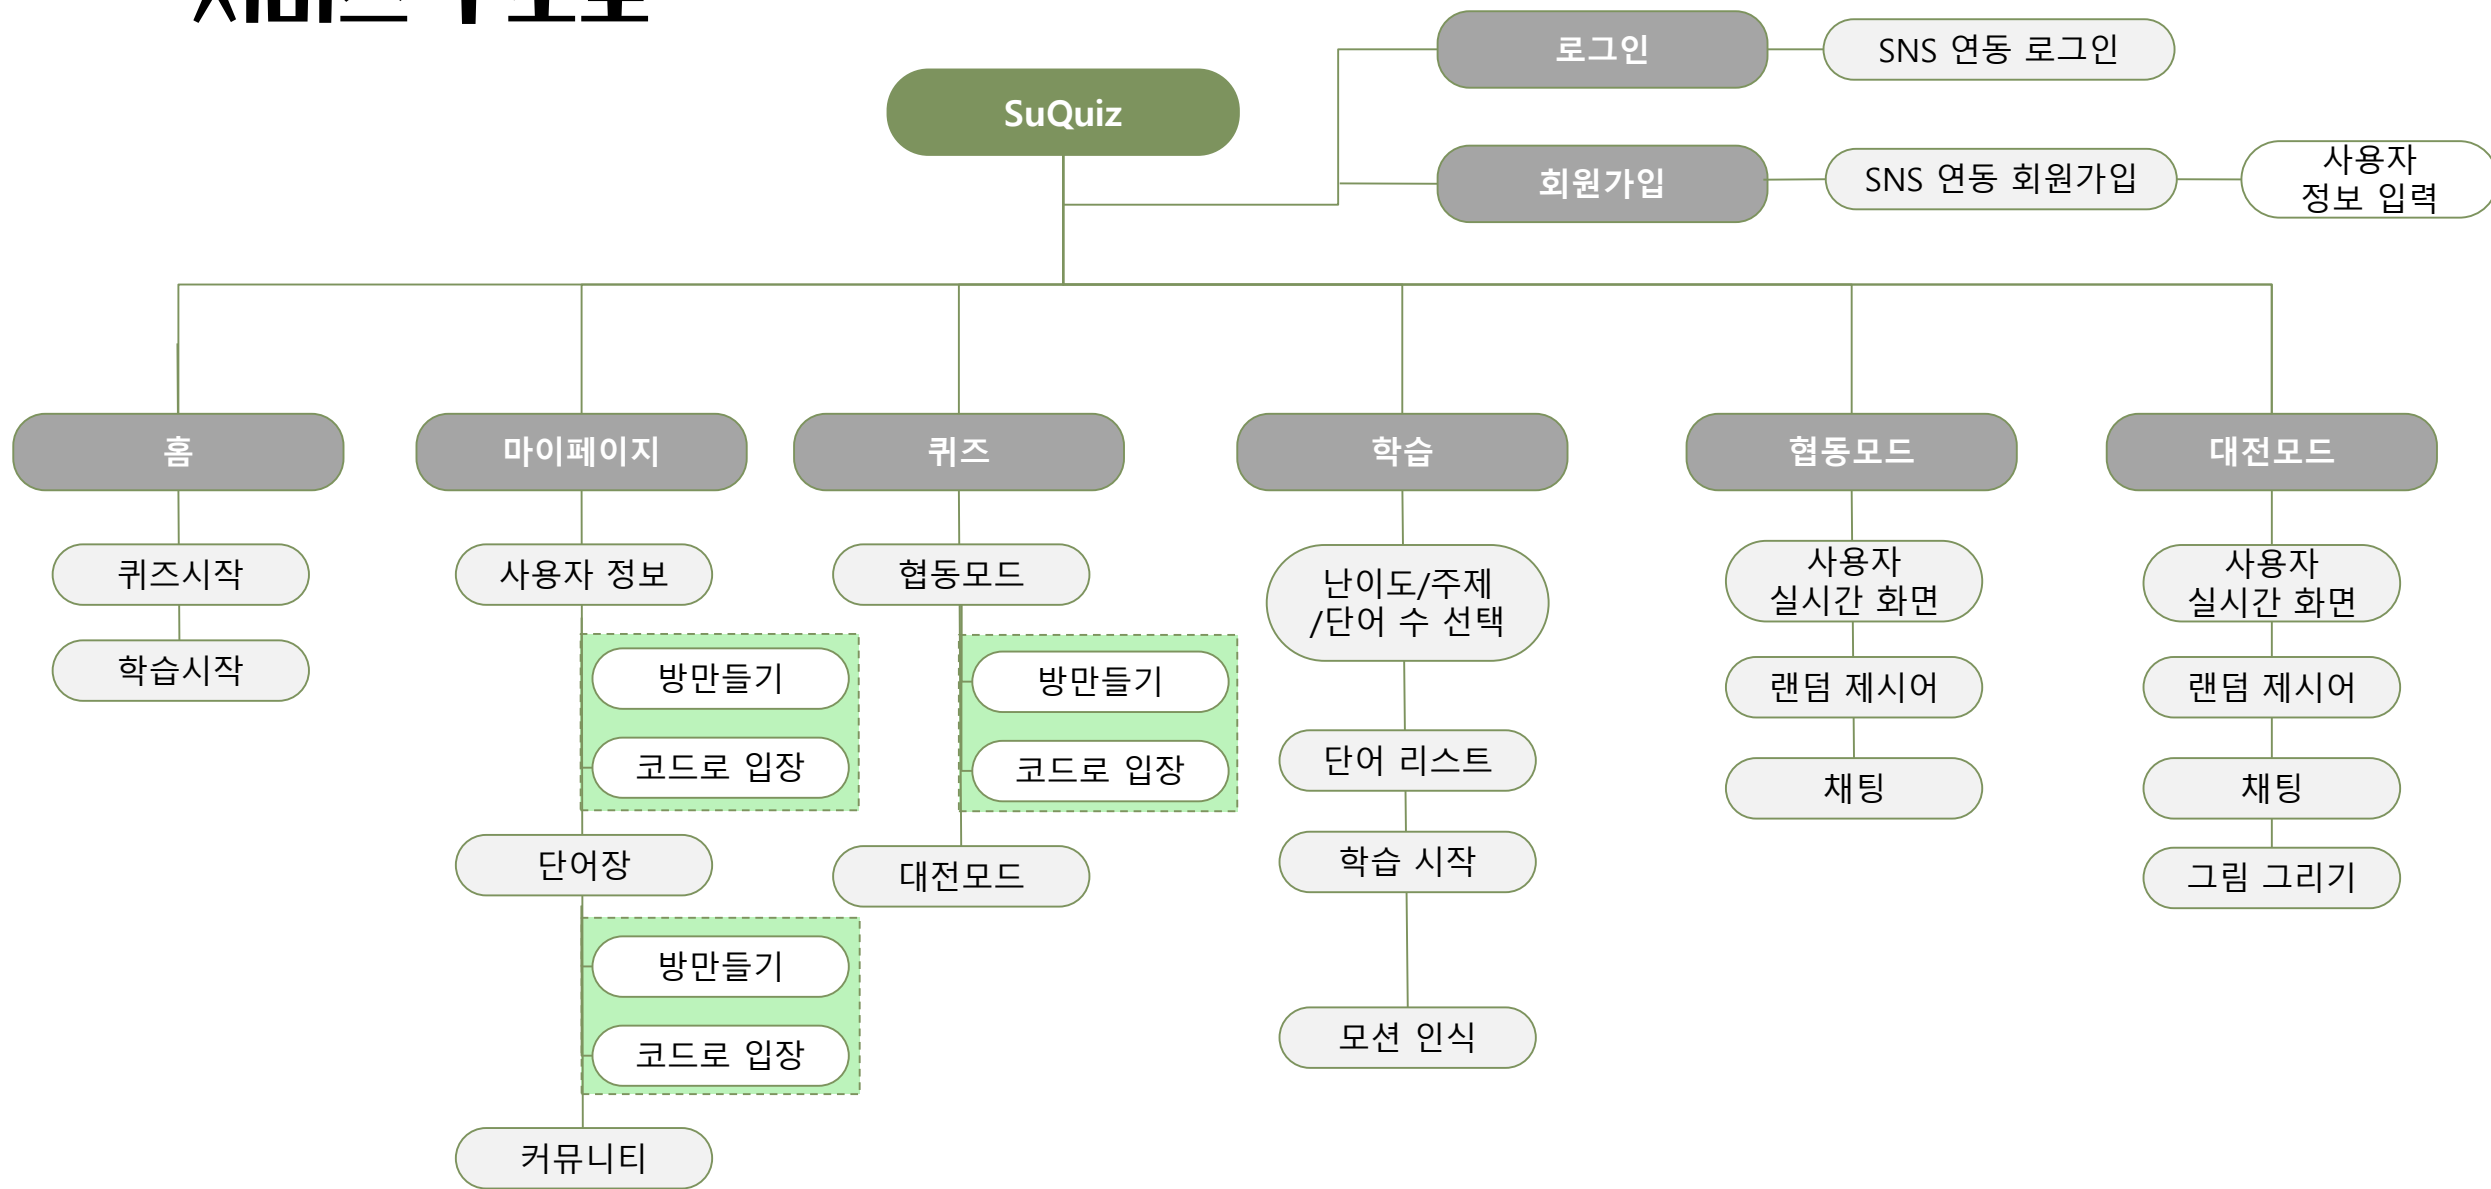 SuQuiz
로그인
SNS 연동 로그인
회원가입
SNS 연동 회원가입
사용자
정보 입력
홈
마이페이지
퀴즈
학습
협동모드
대전모드
퀴즈시작
학습시작
사용자 정보
방만들기
코드로 입장
단어장
방만들기
코드로 입장
커뮤니티
협동모드
방만들기
코드로 입장
대전모드
난이도/주제
/단어 수 선택
단어 리스트
학습 시작
모션 인식
사용자
실시간 화면
랜덤 제시어
채팅
사용자
실시간 화면
랜덤 제시어
채팅
그림 그리기